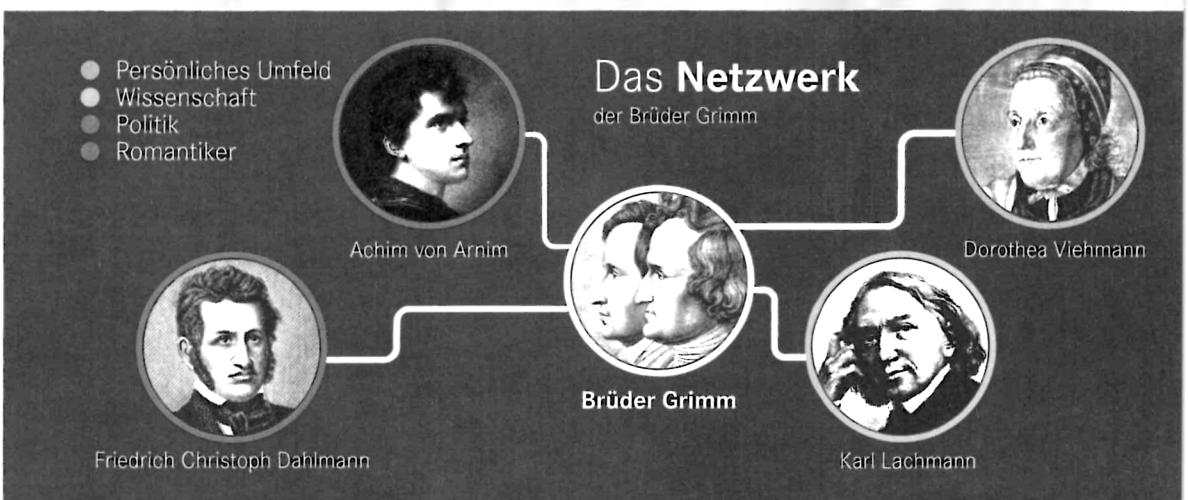 Persönliches Umfeld
Wissenschaft
Politik
Romantiker
Das Netzwerk
der Brüder Grimm
Achim von Arnim
Dorothea Viehmann
Brüder Grimm
Friedrich Christoph Dahlmann
Karl Lachmann